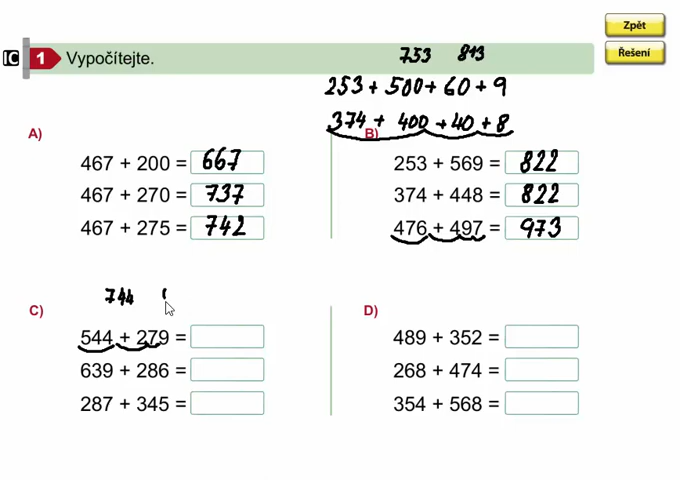 Zpět
Řešení
IC 1 Vypočítejte.
753 813
253 + 500 + 60 + 9
374 + 400 + 40 + 8
A)
467 + 200 = 667
467 + 270 = 737
467 + 275 = 742
B)
253 + 569 = 822
374 + 448 = 822
476 + 497 = 973
744
C)
544 + 279 =
639 + 286 =
287 + 345 =
D)
489 + 352 =
268 + 474 =
354 + 568 =